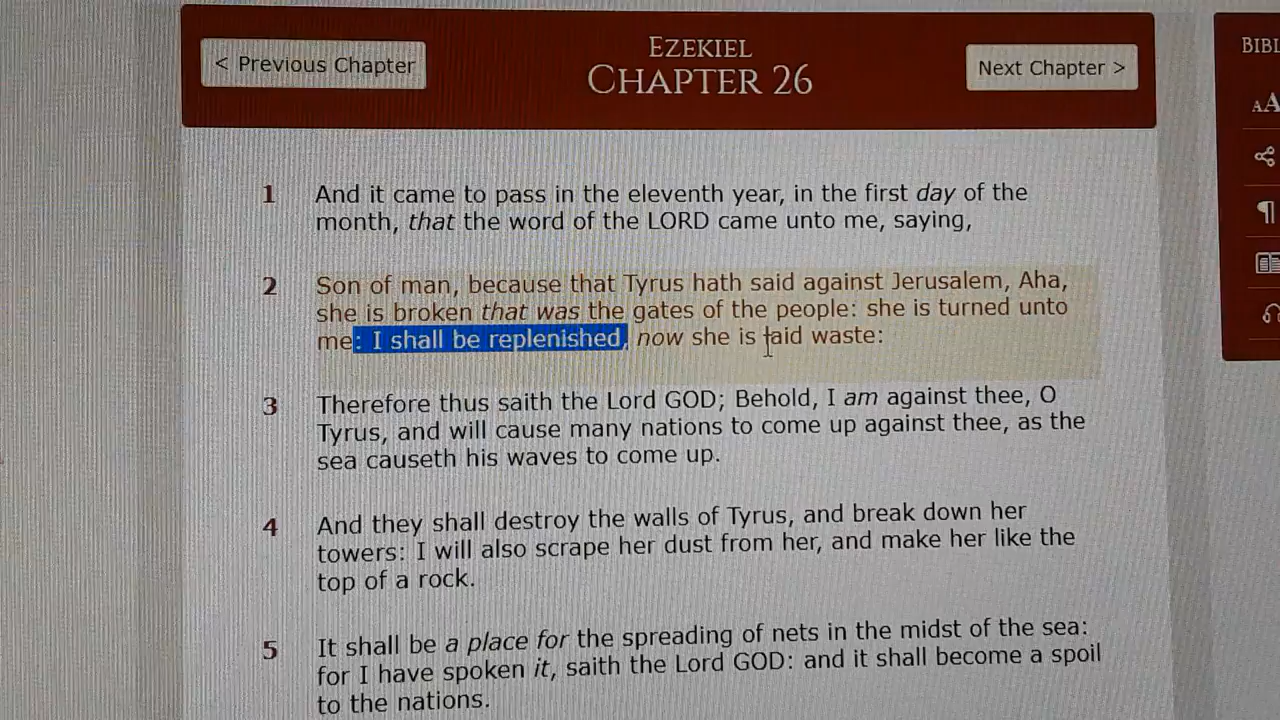 < Previous Chapter
EZEKIEL
CHAPTER 26
Next Chapter >
1 And it came to pass in the eleventh year, in the first day of the
month, that the word of the LORD came unto me, saying,
2 Son of man, because that Tyrus hath said against Jerusalem, Aha,
she is broken that was the gates of the people: she is turned unto
me: I shall be replenished, now she is laid waste:
3 Therefore thus saith the Lord GOD; Behold, I am against thee, O
Tyrus, and will cause many nations to come up against thee, as the
sea causeth his waves to come up.
4 And they shall destroy the walls of Tyrus, and break down her
towers: I will also scrape her dust from her, and make her like the
top of a rock.
5 It shall be a place for the spreading of nets in the midst of the sea:
for I have spoken it, saith the Lord GOD: and it shall become a spoil
to the nations.
BIBL
AA
¶